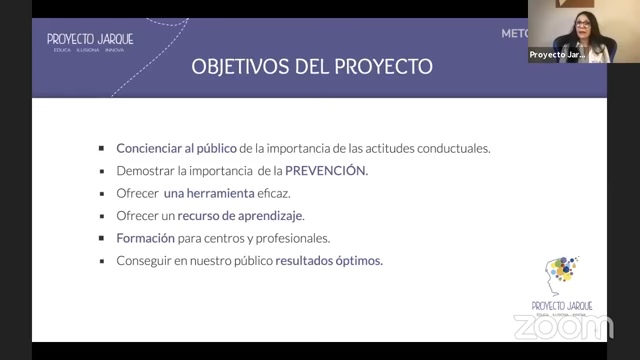 PROYECTO JARQUE
EDUCA ILUSIONA INNOVA
METO
Proyecto Jar...
OBJETIVOS DEL PROYECTO
Concienciar al público de la importancia de las actitudes conductuales.
Demostrar la importancia de la PREVENCIÓN.
Ofrecer una herramienta eficaz.
Ofrecer un recurso de aprendizaje.
Formación para centros y profesionales.
Conseguir en nuestro público resultados óptimos.
PROYECTO JARQUE
EDUCA ILUSIONA INNOVA
zoom